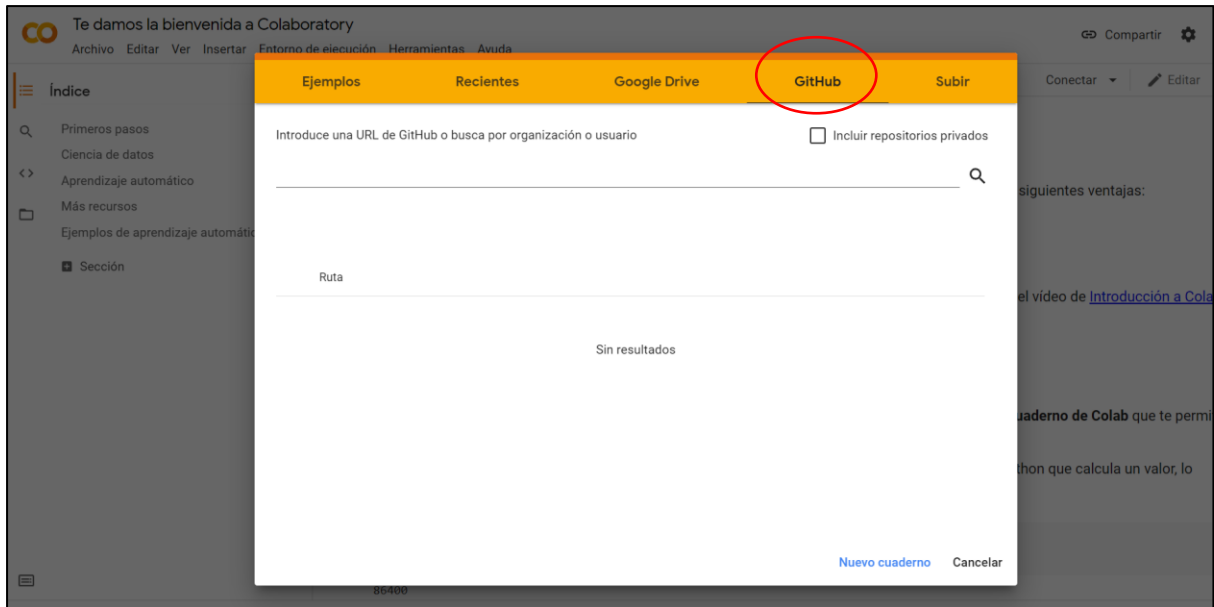 Te damos la bienvenida a Colaboratory
Archivo Editar Ver Insertar Entorno de ejecución Herramientas Ayuda
Compartir
Conectar
Editar
Índice
Primeros pasos
Ciencia de datos
Aprendizaje automático
Más recursos
Ejemplos de aprendizaje automátic
Sección
Ejemplos Recientes Google Drive GitHub Subir
Introduce una URL de GitHub o busca por organización o usuario
Incluir repositorios privados
Ruta
Sin resultados
Nuevo cuaderno Cancelar
siguientes ventajas:
el vídeo de Introducción a Cola
uaderno de Colab que te permi
thon que calcula un valor, lo
86400